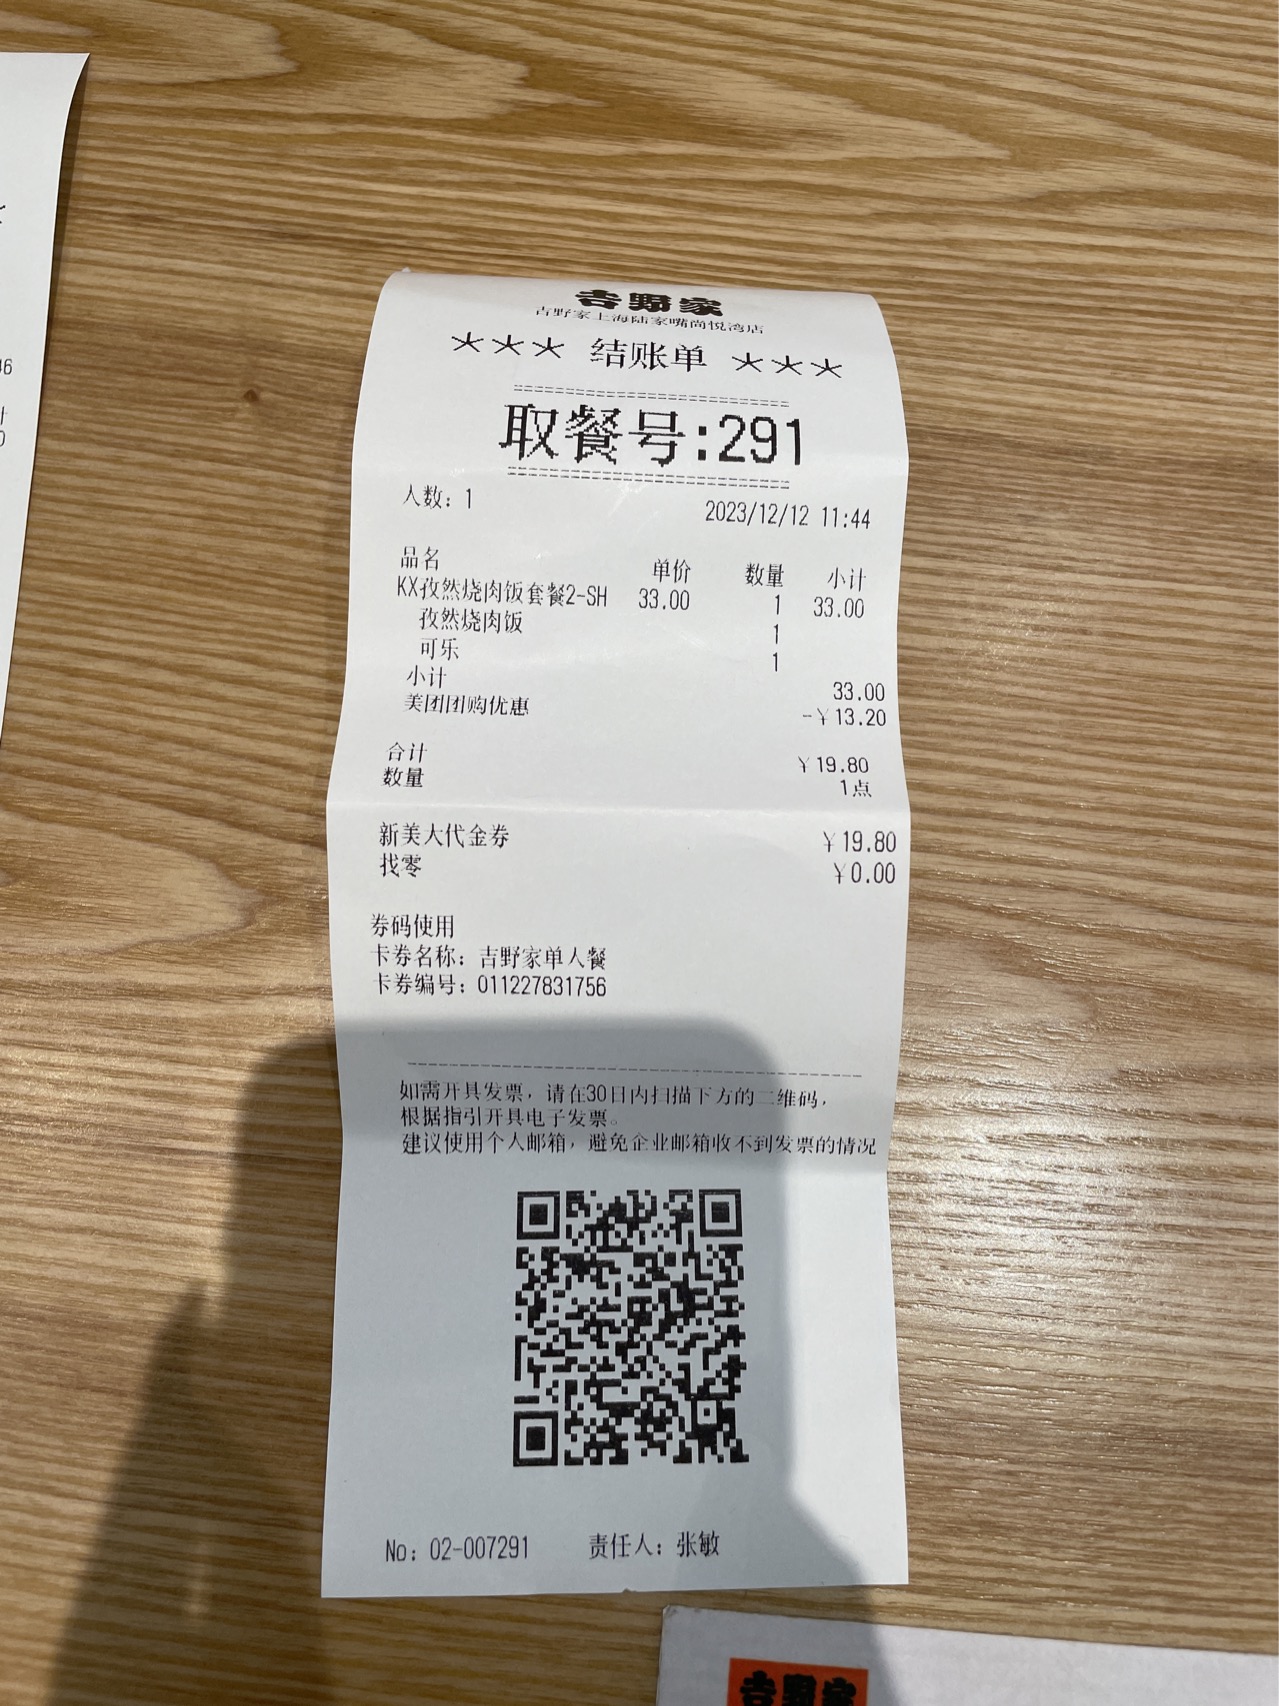 吉野家
吉野家上海陆家嘴尚悦湾店
*** 结账单 ***
取餐号:291
人数: 1 2023/12/12 11:44
品名 单价 数量 小计
KX孜然烧肉饭套餐2-SH 33.00 1 33.00
孜然烧肉饭 1
可乐 1
小计 33.00
美团团购优惠 -¥13.20
合计 ¥19.80
数量 1点
新美大代金券 ¥19.80
找零 ¥0.00
券码使用
卡券名称: 吉野家单人餐
卡券编号: 011227831756
如需开具发票, 请在30日内扫描下方的二维码,
根据指引开具电子发票。
建议使用个人邮箱, 避免企业邮箱收不到发票的情况
No: 02-007291 责任人: 张敏
46
计
吉野家